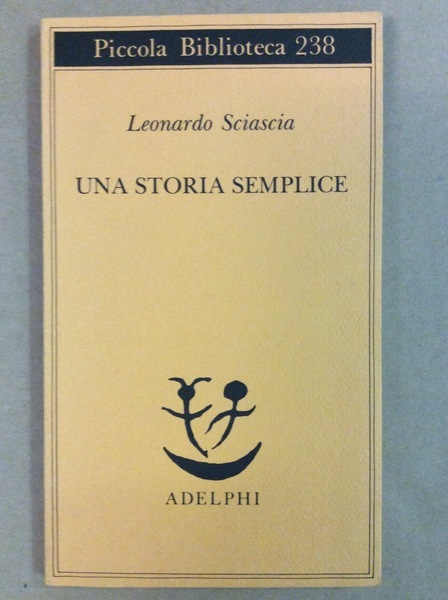 Piccola Biblioteca 238
Leonardo Sciascia
UNA STORIA SEMPLICE
ADELPHI